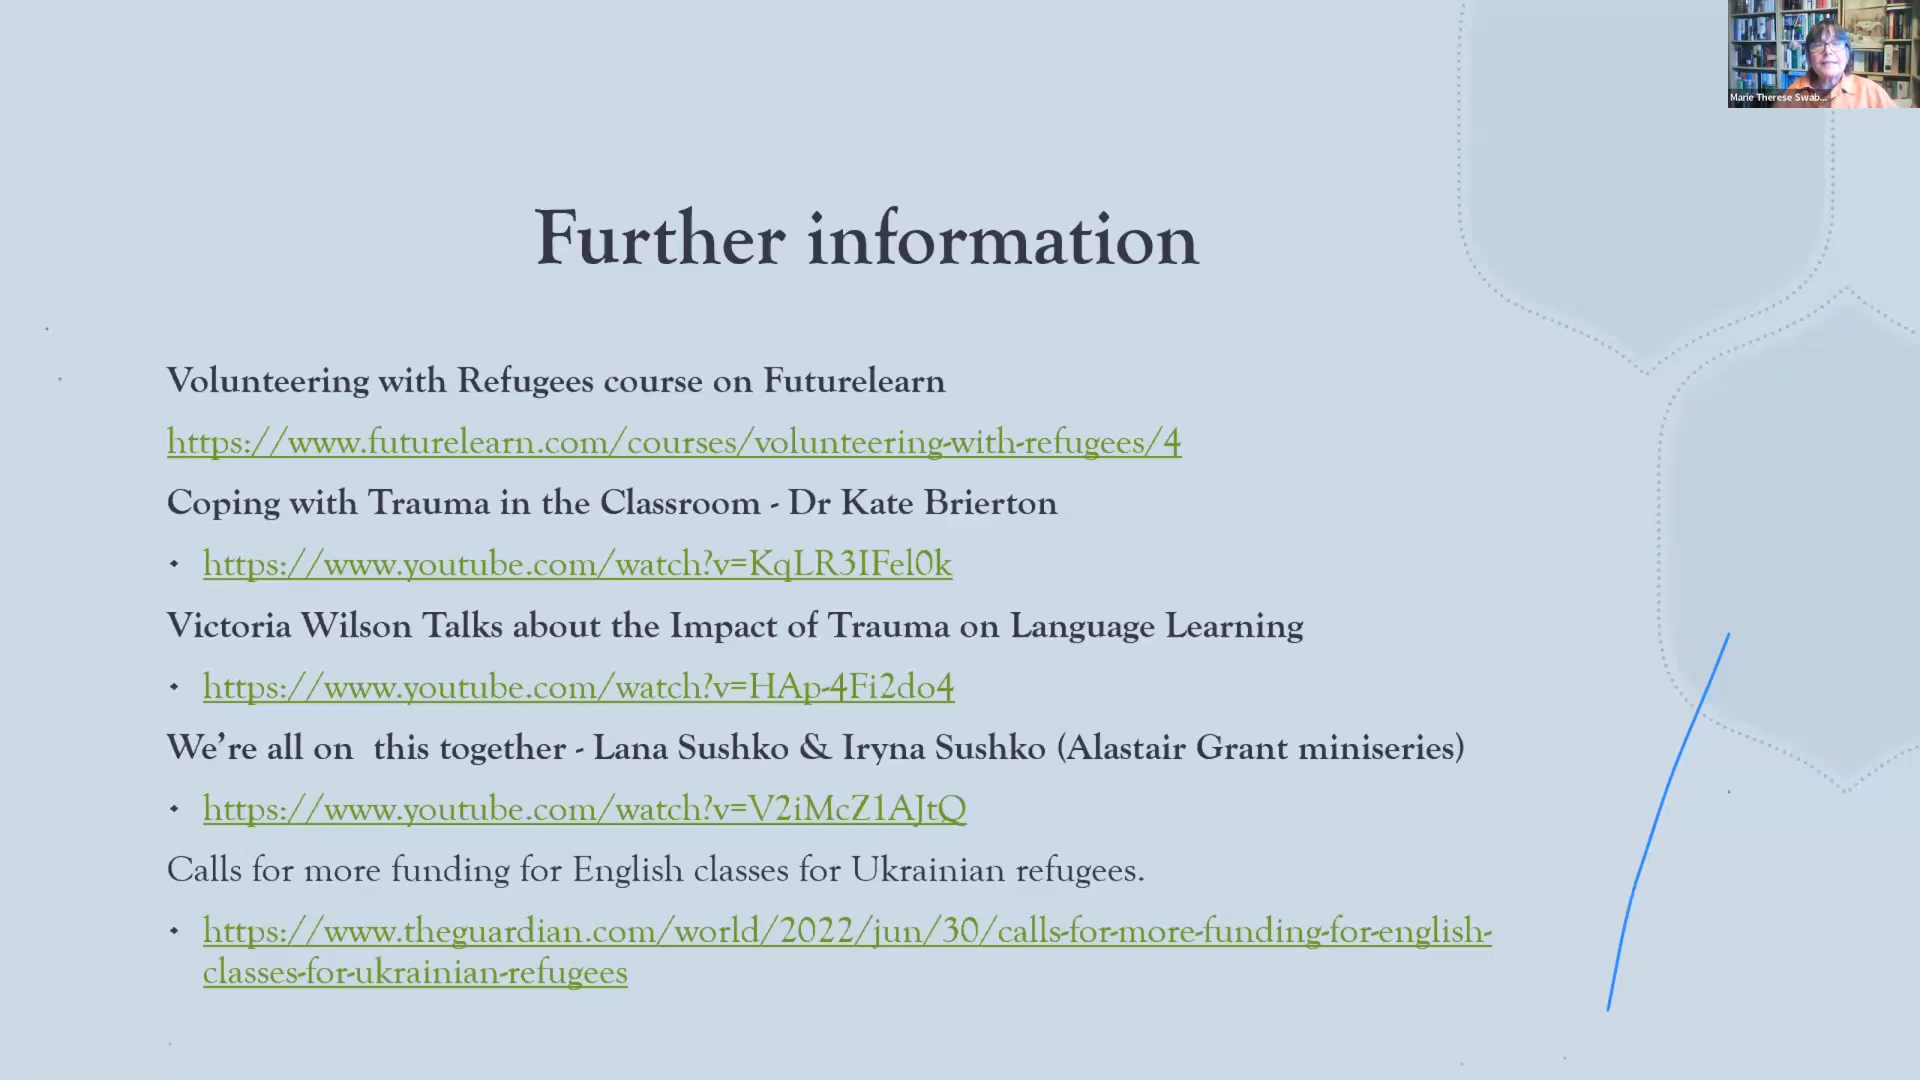 Marie Therese Swab...
Further information
Volunteering with Refugees course on Futurelearn
https://www.futurelearn.com/courses/volunteering-with-refugees/4
Coping with Trauma in the Classroom - Dr Kate Brierton
• https://www.youtube.com/watch?v=KqLR3IFel0k
Victoria Wilson Talks about the Impact of Trauma on Language Learning
• https://www.youtube.com/watch?v=HAp-4Fi2do4
We’re all on  this together - Lana Sushko & Iryna Sushko (Alastair Grant miniseries)
• https://www.youtube.com/watch?v=V2iMcZ1AJtQ
Calls for more funding for English classes for Ukrainian refugees.
• https://www.theguardian.com/world/2022/jun/30/calls-for-more-funding-for-english-
classes-for-ukrainian-refugees